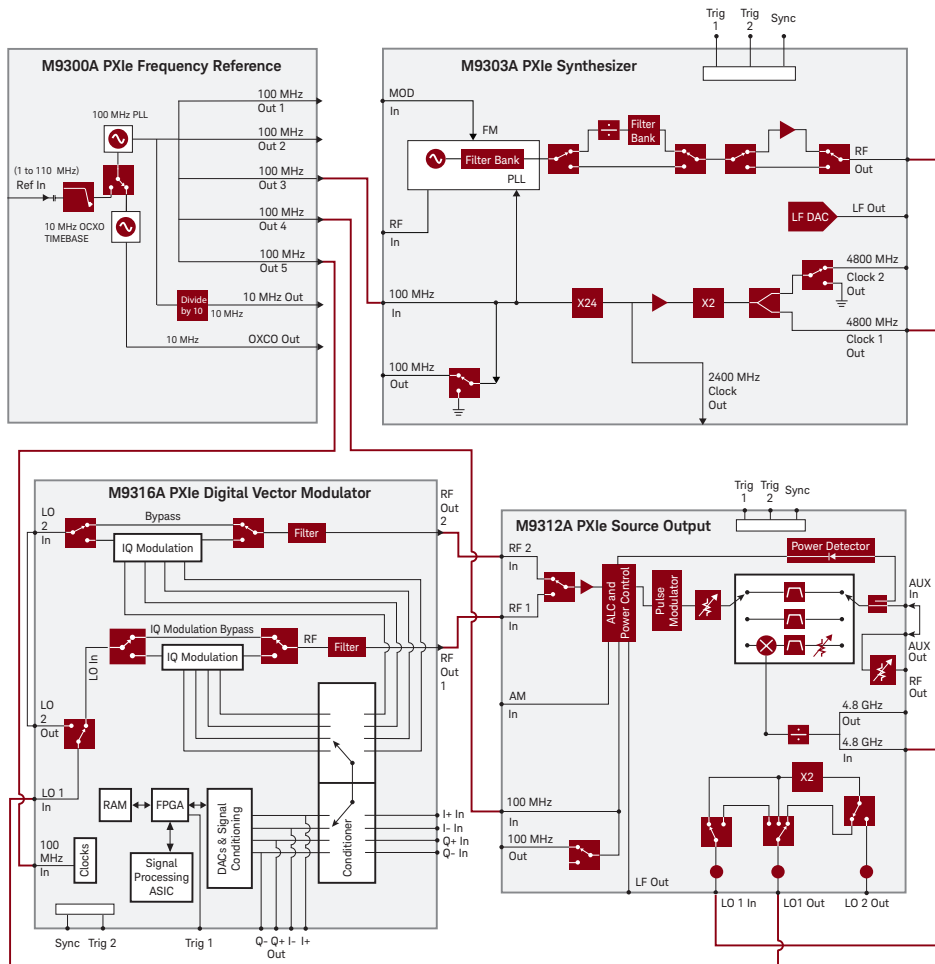 M9300A PXIe Frequency Reference
100 MHz PLL
(1 to 110 MHz)
Ref In
10 MHz OCXO
TIMEBASE
100 MHz
Out 1
100 MHz
Out 2
100 MHz
Out 3
100 MHz
Out 4
100 MHz
Out 5
Divide
by 10
10 MHz Out
10 MHz
10 MHz
OXCO Out
Trig
1
Trig
2
Sync
M9303A PXIe Synthesizer
MOD
In
FM
Filter Bank
PLL
Filter
Bank
RF
Out
RF
In
LF DAC
LF Out
100 MHz
In
X24
X2
4800 MHz
Clock 2
Out
4800 MHz
Clock 1
Out
100 MHz
Out
2400 MHz
Clock
Out
M9316A PXIe Digital Vector Modulator
LO
2
In
Bypass
IQ Modulation
Filter
RF
Out
2
IQ Modulation Bypass
IQ Modulation
RF
Filter
RF
Out
1
LO In
LO
2
Out
LO 1
In
RAM
FPGA
DACs & Signal
Conditioning
Signal
Processing
ASIC
Conditioner
I+ In
I- In
Q+ In
Q- In
100
MHz
In
Clocks
Sync
Trig 2
Trig 1
Q- Q+ I- I+
Out
Trig
1
Trig
2
Sync
M9312A PXIe Source Output
RF 2
In
RF 1
In
ALC and
Power Control
Pulse
Modulator
Power Detector
AUX
In
AUX
Out
RF
Out
AM
In
4.8 GHz
Out
4.8 GHz
In
100 MHz
In
100 MHz
Out
X2
LF Out
LO 1 In
LO1 Out
LO 2 Out